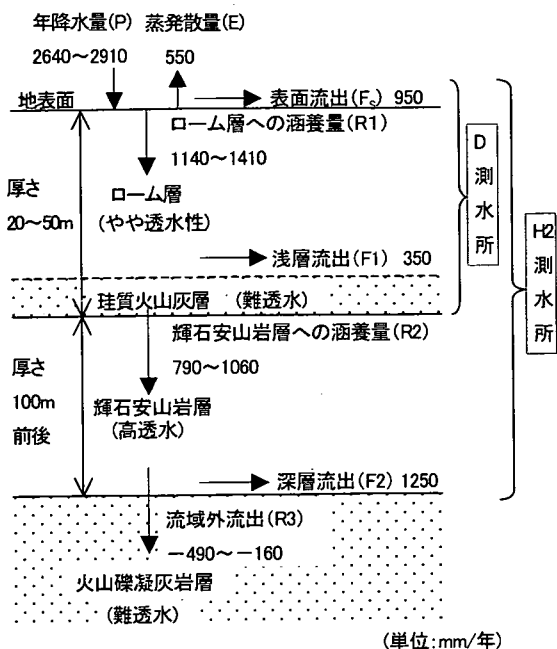 年降水量(P) 蒸発散量(E)
2640～2910 550
地表面
表面流出(Fs) 950
ローム層への涵養量(R1)
1140～1410
厚さ
20～50m
ローム層
(やや透水性)
浅層流出(F1) 350
珪質火山灰層 (難透水)
D測水所
H2測水所
輝石安山岩層への涵養量(R2)
790～1060
厚さ
100m
前後
輝石安山岩層
(高透水)
深層流出(F2) 1250
流域外流出(R3)
－490～－160
火山礫凝灰岩層
(難透水)
(単位:mm/年)